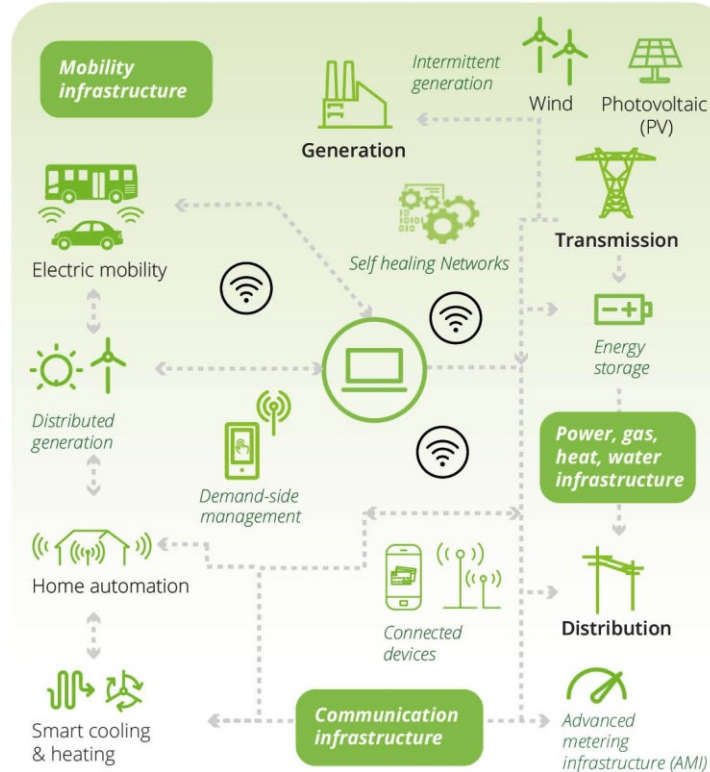 Mobility
infrastructure
Intermittent
generation
Generation
Wind
Photovoltaic
(PV)
Electric mobility
Self healing Networks
Transmission
Energy
storage
Distributed
generation
Demand-side
management
Power, gas,
heat, water
infrastructure
Home automation
Connected
devices
Distribution
Smart cooling
& heating
Communication
infrastructure
Advanced
metering
infrastructure (AMI)